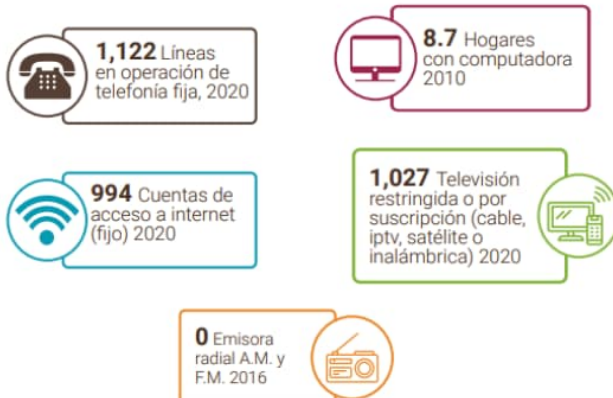 1,122 Líneas
en operación de
telefonía fija, 2020
8.7 Hogares
con computadora
2010
994 Cuentas de
acceso a internet
(fijo) 2020
1,027 Televisión
restringida o por
suscripción (cable,
iptv, satélite o
inalámbrica) 2020
0 Emisora
radial A.M. y
F.M. 2016